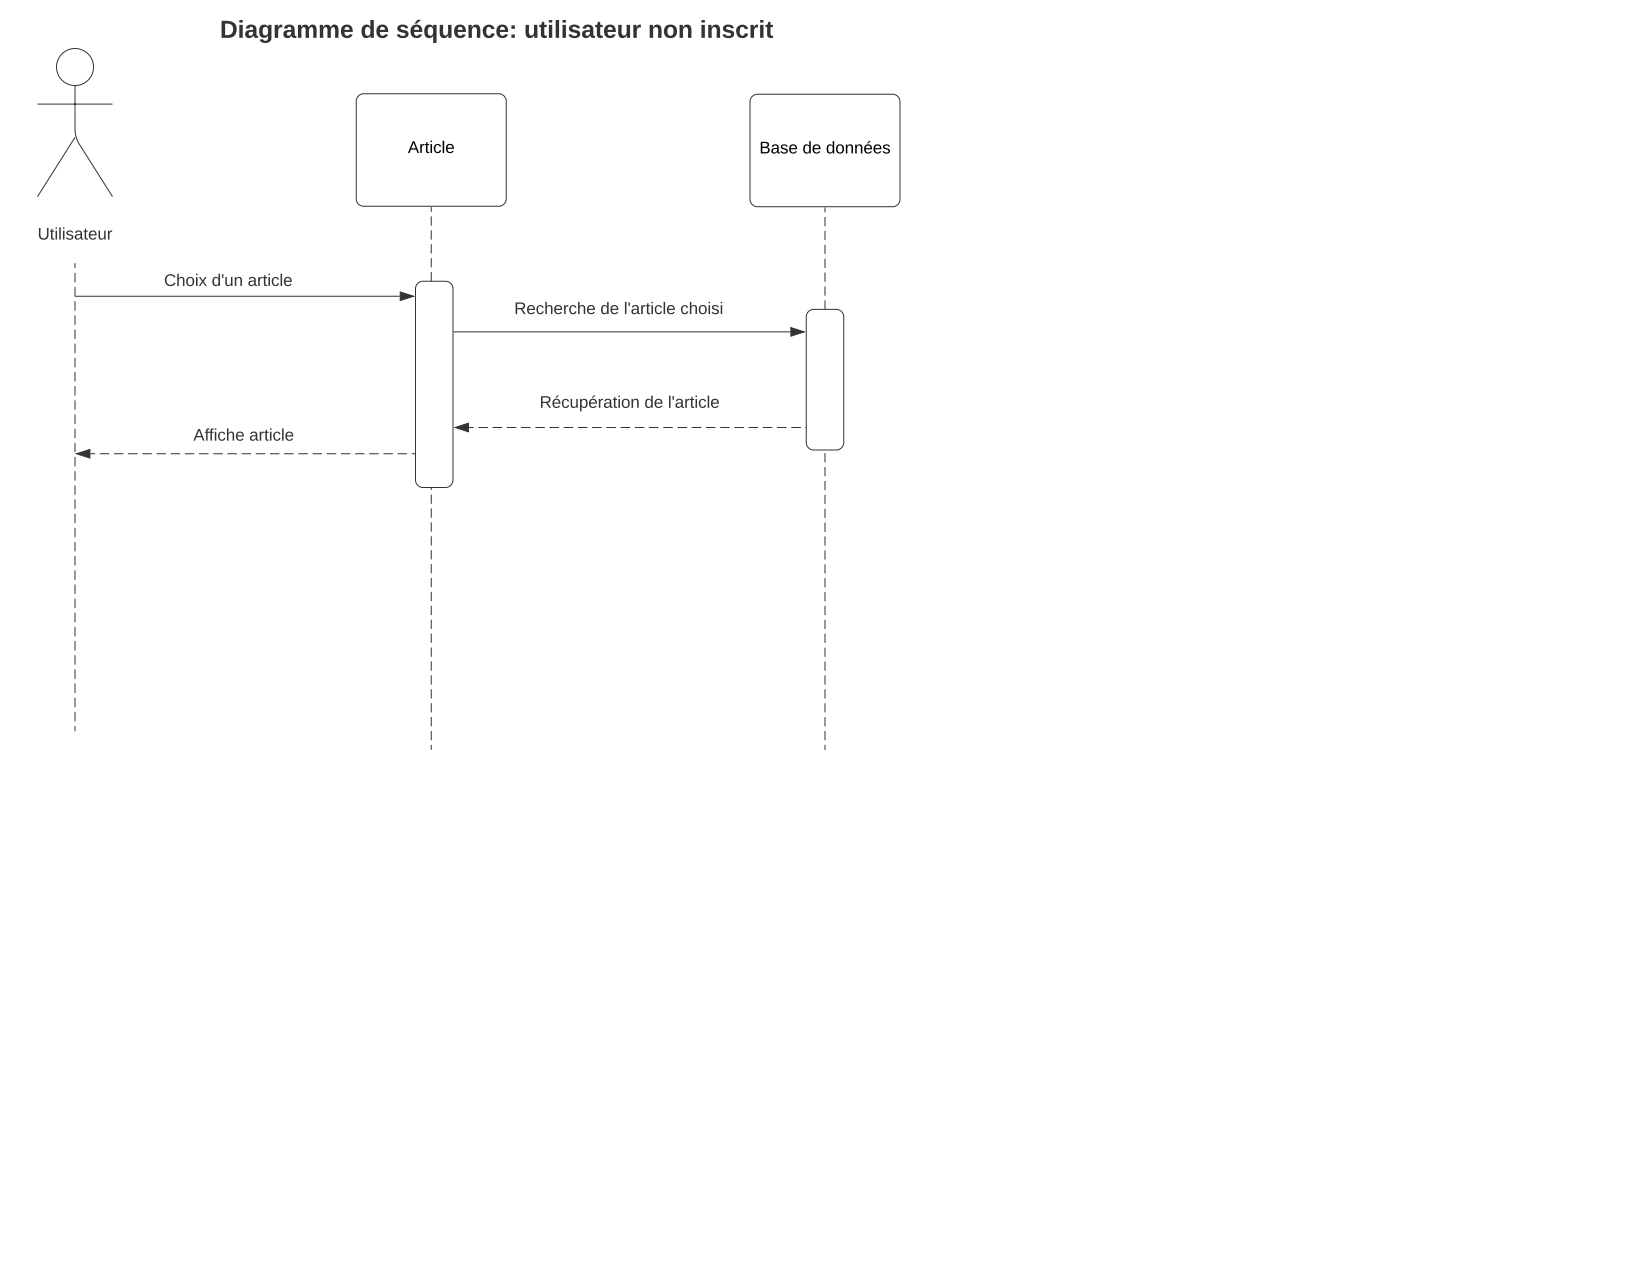 Diagramme de séquence: utilisateur non inscrit
Article
Base de données
Utilisateur
Choix d'un article
Recherche de l'article choisi
Récupération de l'article
Affiche article